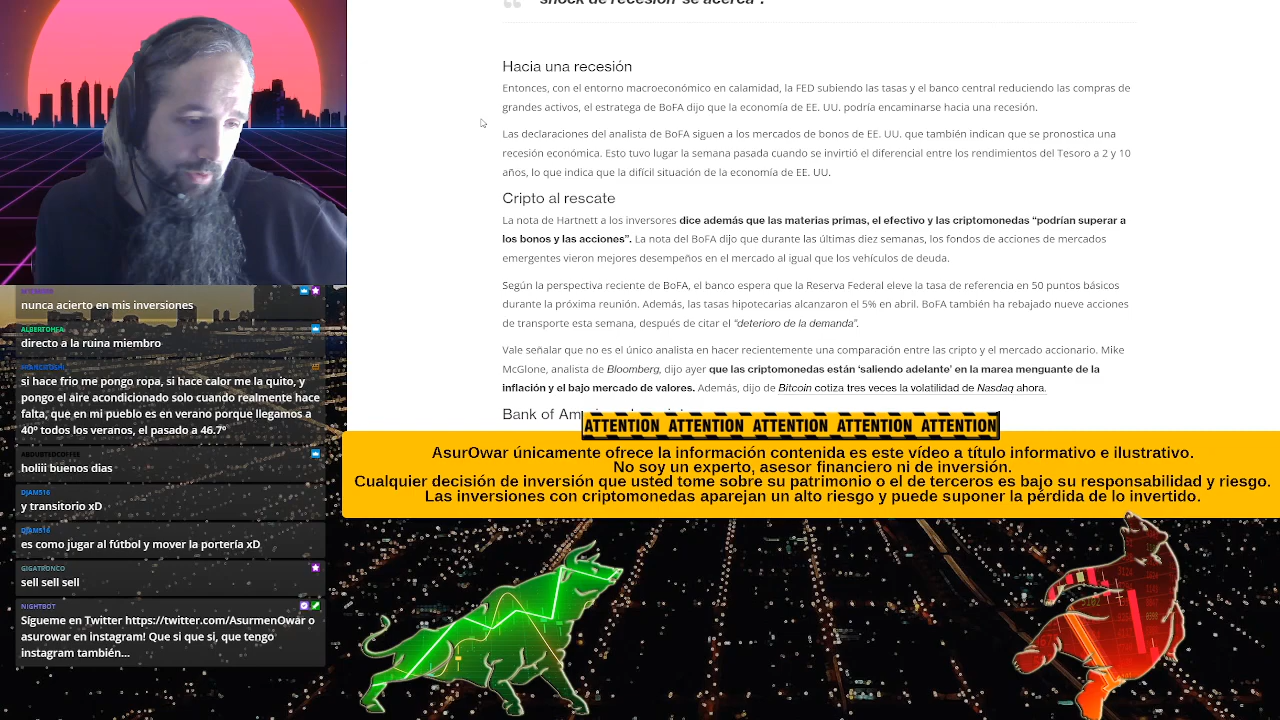 shock de recesión' se acerca".
Hacia una recesión
Entonces, con el entorno macroeconómico en calamidad, la FED subiendo las tasas y el banco central reduciendo las compras de
grandes activos, el estratega de BoFA dijo que la economía de EE. UU. podría encaminarse hacia una recesión.
Las declaraciones del analista de BoFA siguen a los mercados de bonos de EE. UU. que también indican que se pronostica una
recesión económica. Esto tuvo lugar la semana pasada cuando se invirtió el diferencial entre los rendimientos del Tesoro a 2 y 10
años, lo que indica que la difícil situación de la economía de EE. UU.
Cripto al rescate
La nota de Hartnett a los inversores dice además que las materias primas, el efectivo y las criptomonedas “podrían superar a
los bonos y las acciones”. La nota del BoFA dijo que durante las últimas diez semanas, los fondos de acciones de mercados
emergentes vieron mejores desempeños en el mercado al igual que los vehículos de deuda.
Según la perspectiva reciente de BoFA, el banco espera que la Reserva Federal eleve la tasa de referencia en 50 puntos básicos
durante la próxima reunión. Además, las tasas hipotecarias alcanzaron el 5% en abril. BoFA también ha rebajado nueve acciones
de transporte esta semana, después de citar el “deterioro de la demanda”.
Vale señalar que no es el único analista en hacer recientemente una comparación entre las cripto y el mercado accionario. Mike
McGlone, analista de Bloomberg, dijo ayer que las criptomonedas están ‘saliendo adelante’ en la marea menguante de la
inflación y el bajo mercado de valores. Además, dijo de Bitcoin cotiza tres veces la volatilidad de Nasdaq ahora.
Bank of
ATTENTION ATTENTION ATTENTION ATTENTION ATTENTION
AsurOwar únicamente ofrece la información contenida es este vídeo a título informativo e ilustrativo.
No soy un experto, asesor financiero ni de inversión.
Cualquier decisión de inversión que usted tome sobre su patrimonio o el de terceros es bajo su responsabilidad y riesgo.
Las inversiones con criptomonedas aparejan un alto riesgo y puede suponer la pérdida de lo invertido.
nunca acierto en mis inversiones
ALBERTOHFA
directo a la ruina miembro
si hace frio me pongo ropa, si hace calor me la quito, y
pongo el aire acondicionado solo cuando realmente hace
falta, que en mi pueblo es en verano porque llegamos a
40º todos los veranos, el pasado a 46.7º
ABDUBTEDCOFFEE
holiii buenos dias
DJAMS16
y transitorio xD
DJAMS16
es como jugar al fútbol y mover la portería xD
GIGATRONCO
sell sell sell
NIGHTBOT
Sígueme en Twitter https://twitter.com/AsurmenOwar o
asurowar en instagram! Que si que si, que tengo
instagram también...